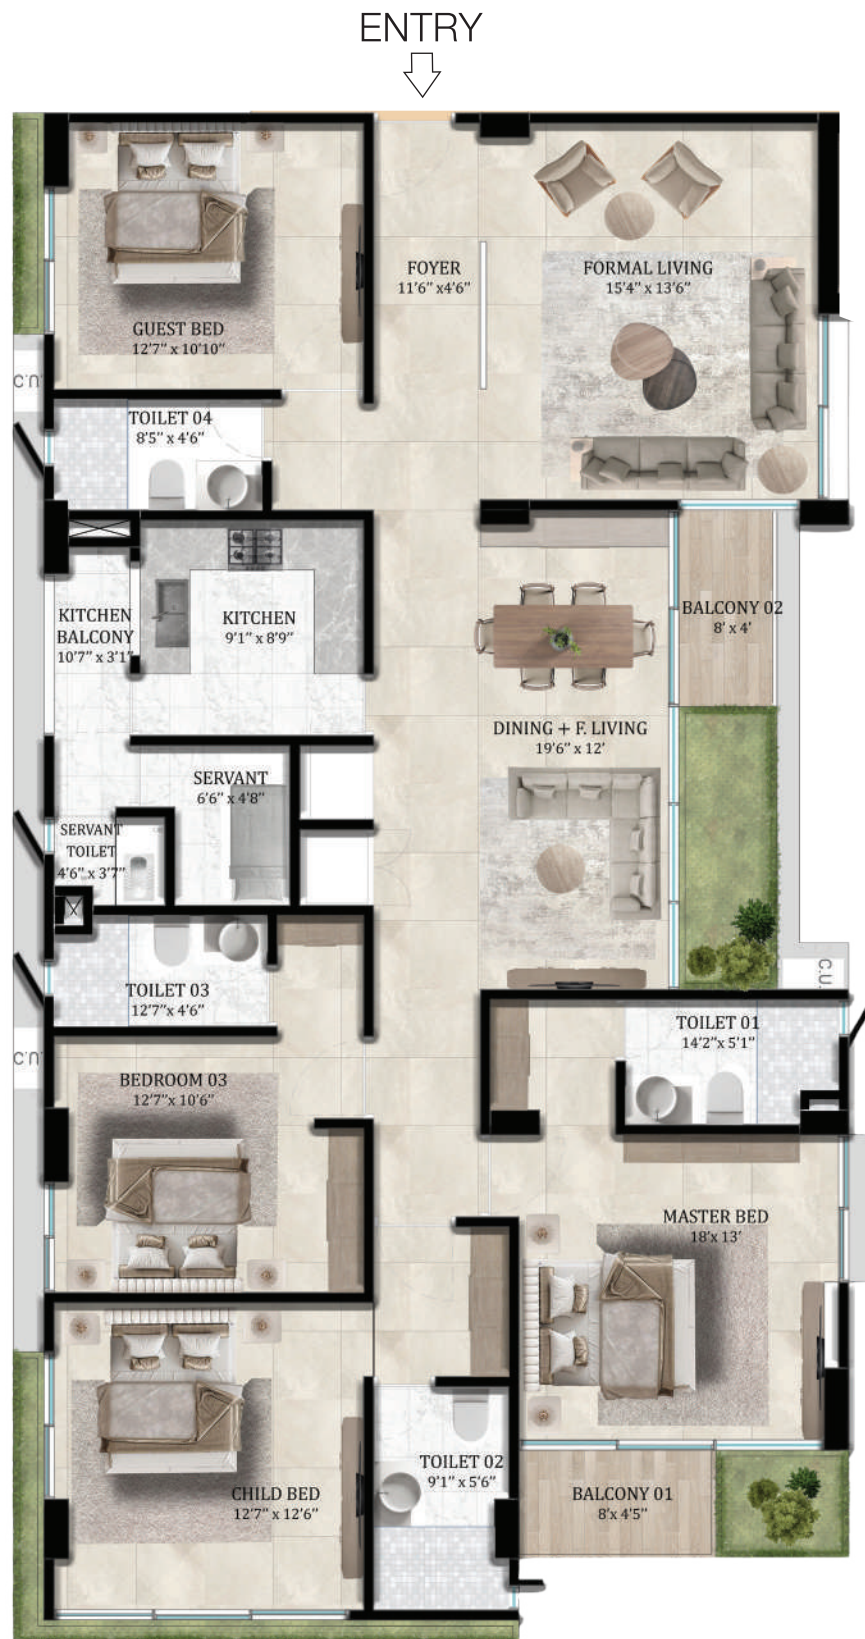 ENTRY
FOYER
11'6" x4'6"
FORMAL LIVING
15'4" x 13'6"
GUEST BED
12'7" x 10'10"
C.U.
TOILET 04
8'5" x 4'6"
KITCHEN
BALCONY
10'7" x 3'1"
KITCHEN
9'1" x 8'9"
BALCONY 02
8' x 4'
DINING + F. LIVING
19'6" x 12'
SERVANT
6'6" x 4'8"
SERVANT
TOILET
4'6" x 3'7"
C.U.
TOILET 03
12'7"x 4'6"
TOILET 01
14'2"x 5'1"
C.U.
BEDROOM 03
12'7"x 10'6"
MASTER BED
18'x 13'
TOILET 02
9'1" x 5'6"
CHILD BED
12'7" x 12'6"
BALCONY 01
8'x 4'5"